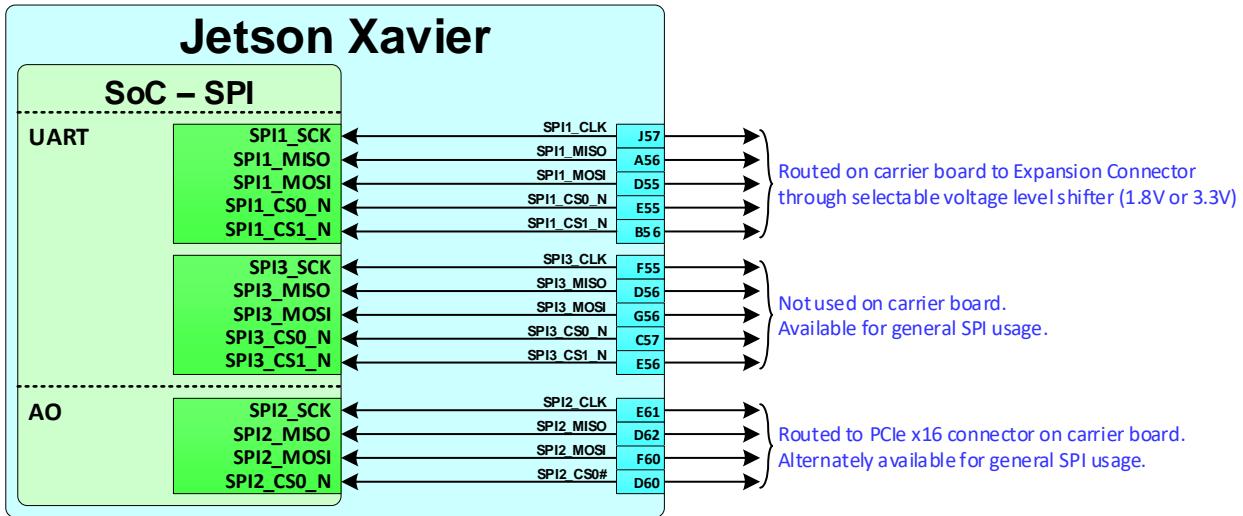 Jetson Xavier
SoC – SPI
UART
SPI1_SCK SPI1_CLK J57
SPI1_MISO SPI1_MISO A56
SPI1_MOSI SPI1_MOSI D55
SPI1_CS0_N SPI1_CS0_N E55
SPI1_CS1_N SPI1_CS1_N B56
Routed on carrier board to Expansion Connector
through selectable voltage level shifter (1.8V or 3.3V)
SPI3_SCK SPI3_CLK F55
SPI3_MISO SPI3_MISO D56
SPI3_MOSI SPI3_MOSI G56
SPI3_CS0_N SPI3_CS0_N C57
SPI3_CS1_N SPI3_CS1_N E56
Not used on carrier board.
Available for general SPI usage.
AO
SPI2_SCK SPI2_CLK E61
SPI2_MISO SPI2_MISO D62
SPI2_MOSI SPI2_MOSI F60
SPI2_CS0_N SPI2_CS0# D60
Routed to PCIe x16 connector on carrier board.
Alternately available for general SPI usage.